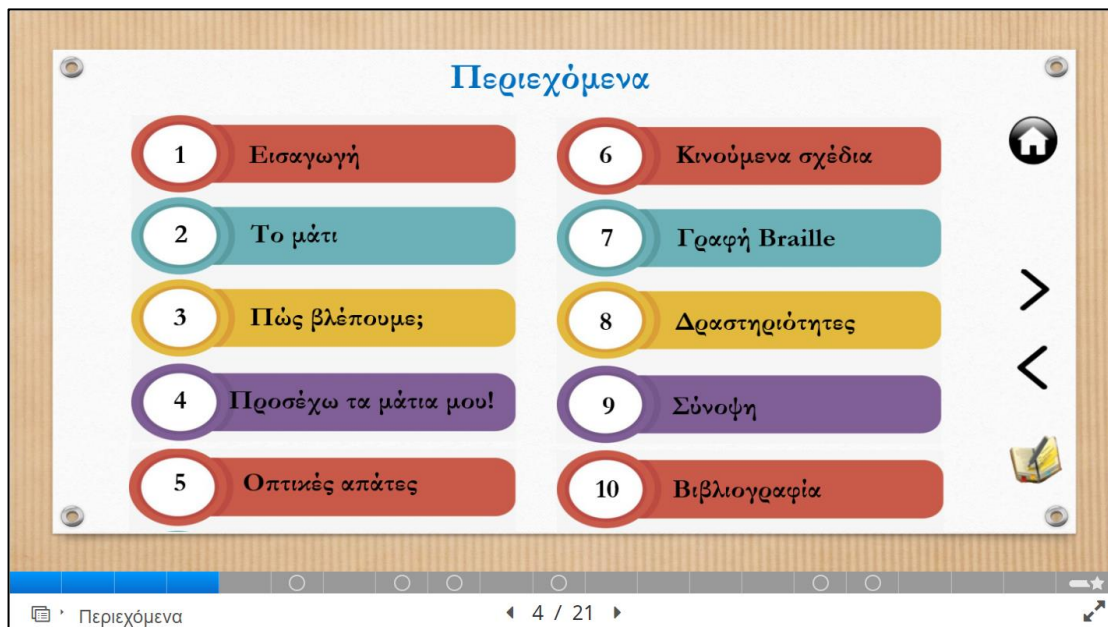 Περιεχόμενα
1 Εισαγωγή
2 Το μάτι
3 Πώς βλέπουμε;
4 Προσέχω τα μάτια μου!
5 Οπτικές απάτες
6 Κινούμενα σχέδια
7 Γραφή Braille
8 Δραστηριότητες
9 Σύνοψη
10 Βιβλιογραφία
Περιεχόμενα
4 / 21